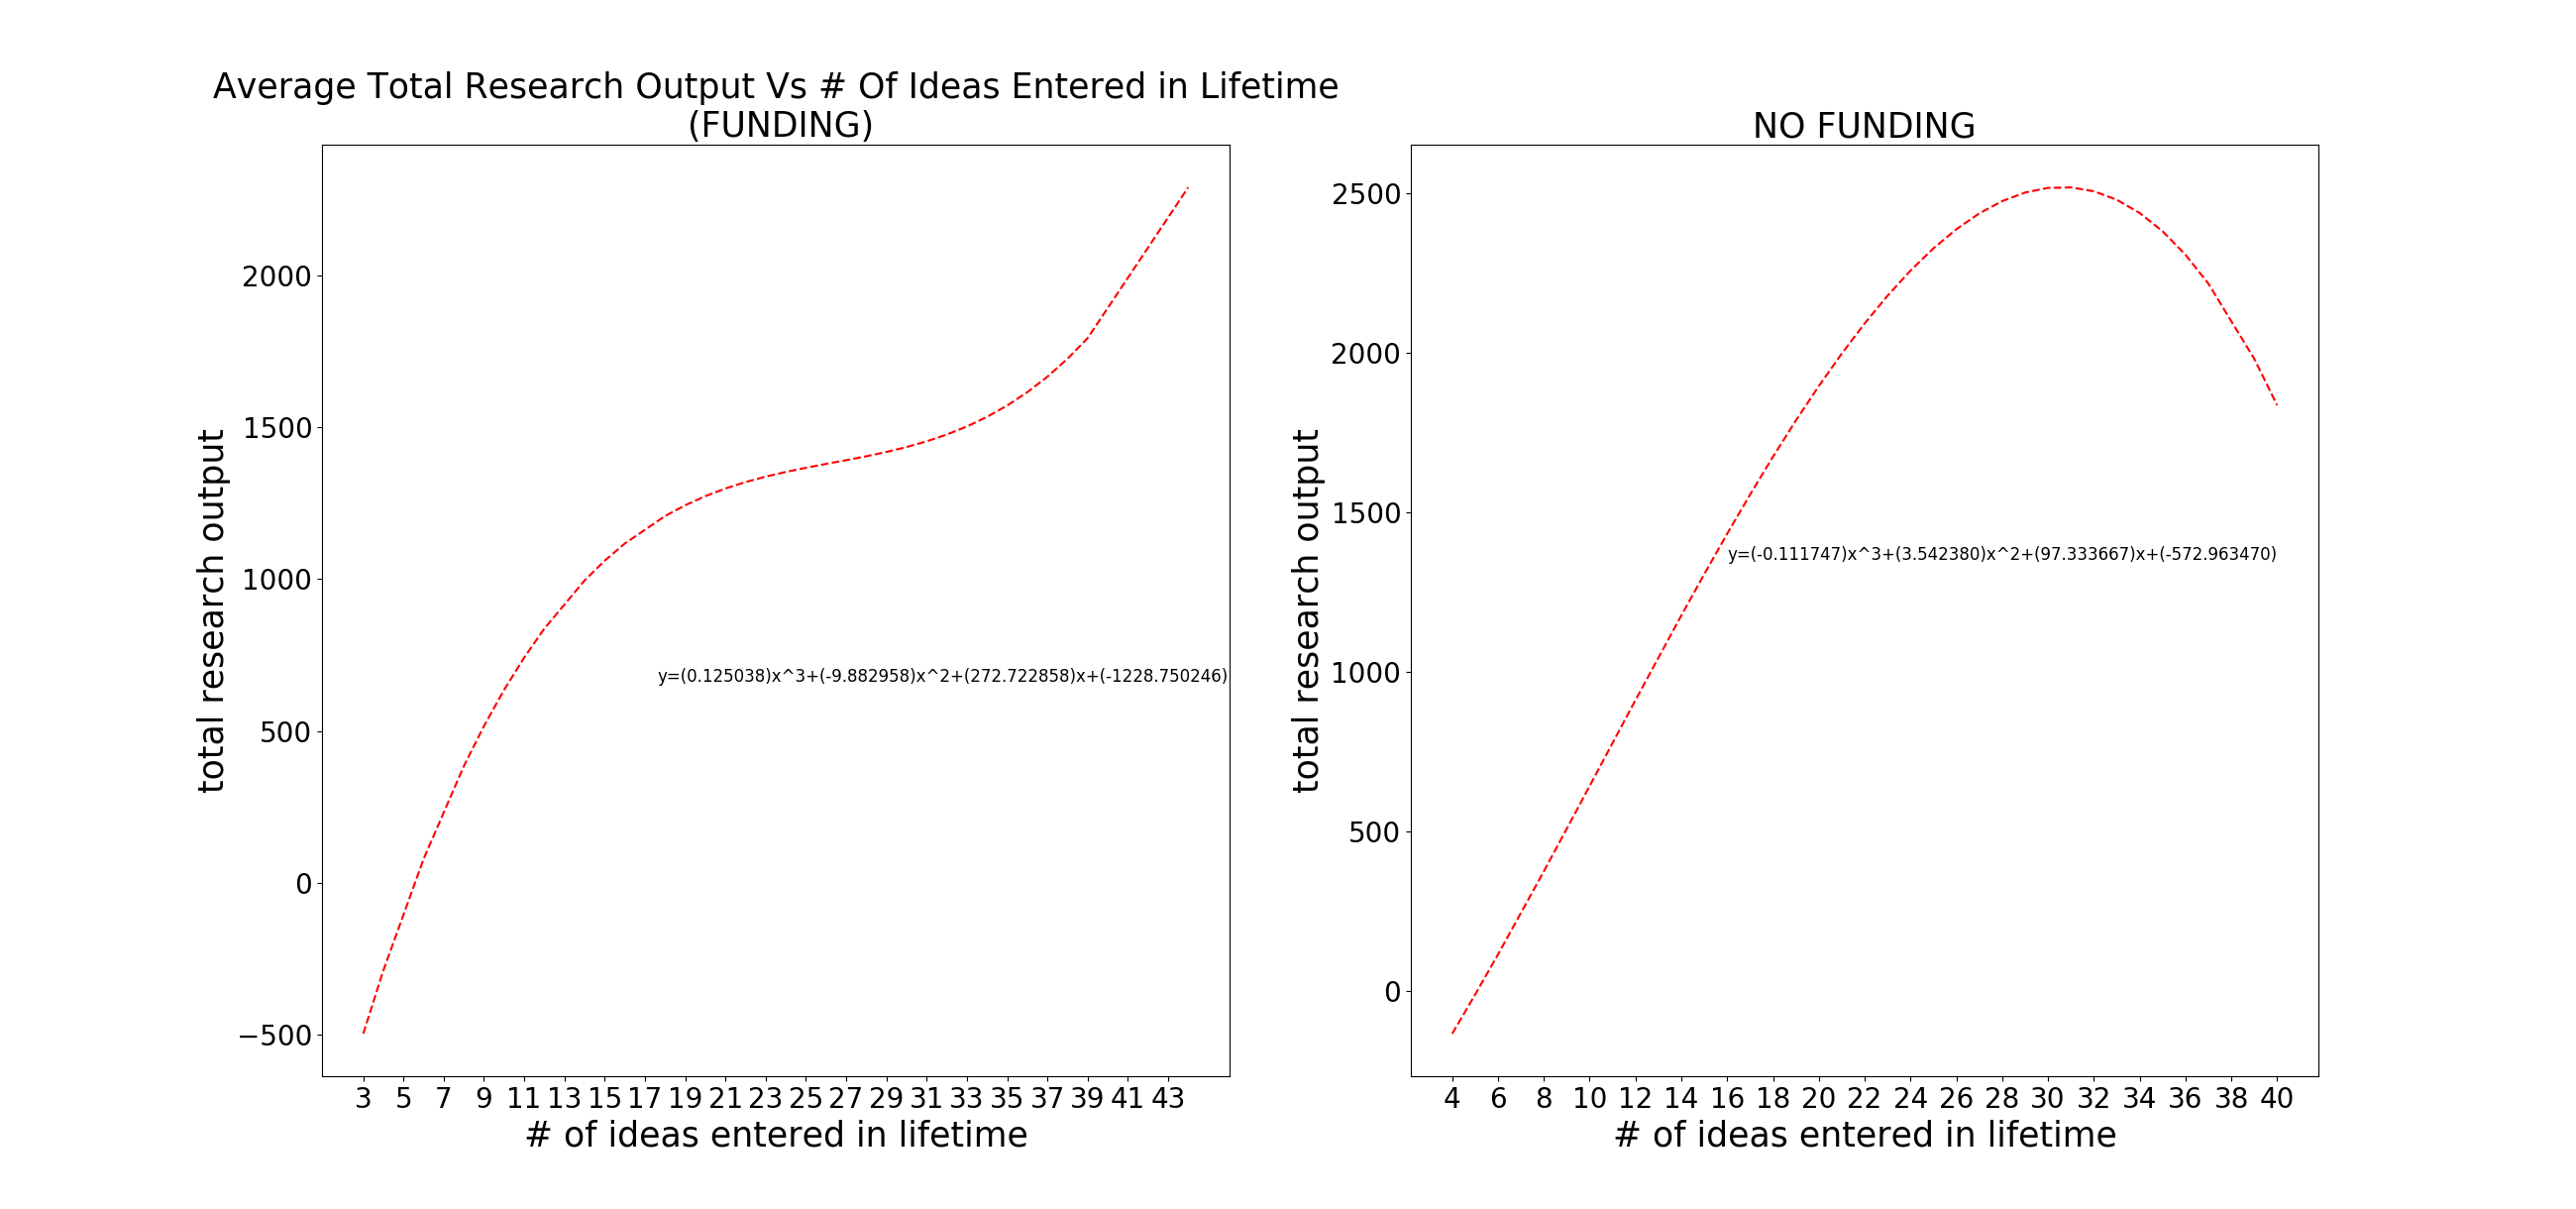 Average Total Research Output Vs # Of Ideas Entered in Lifetime
(FUNDING)
total research output
2000
1500
1000
500
0
−500
y=(0.125038)x^3+(-9.882958)x^2+(272.722858)x+(-1228.750246)
3 5 7 9 11 13 15 17 19 21 23 25 27 29 31 33 35 37 39 41 43
# of ideas entered in lifetime
NO FUNDING
total research output
2500
2000
1500
1000
500
0
y=(-0.111747)x^3+(3.542380)x^2+(97.333667)x+(-572.963470)
4 6 8 10 12 14 16 18 20 22 24 26 28 30 32 34 36 38 40
# of ideas entered in lifetime